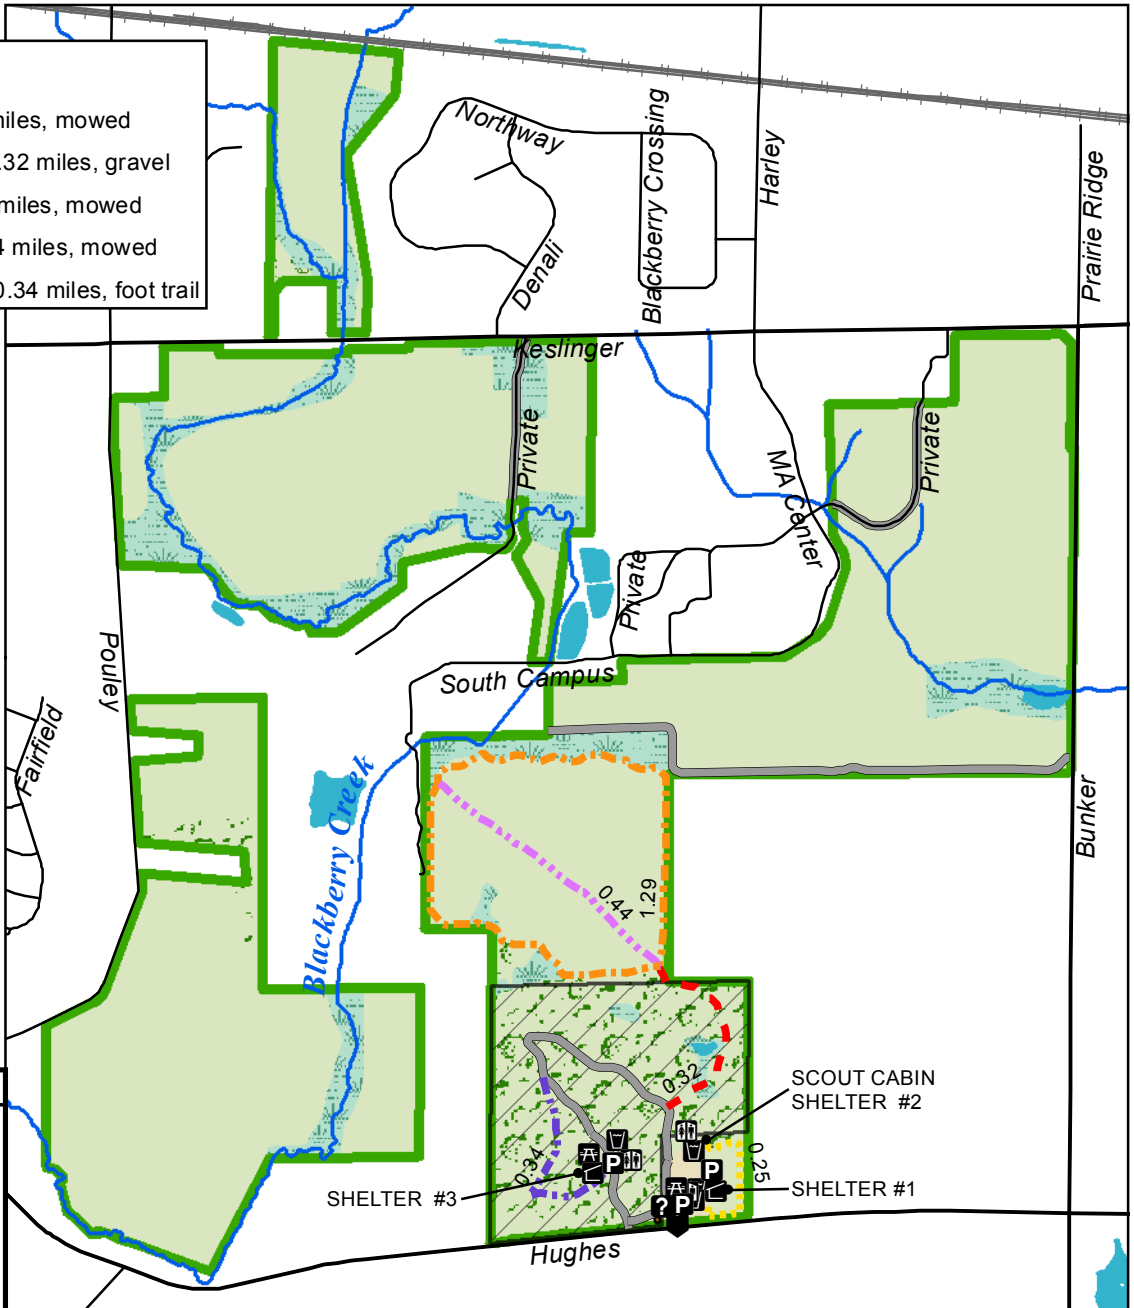 miles, mowed
.32 miles, gravel
miles, mowed
4 miles, mowed
0.34 miles, foot trail
Northway
Blackberry Crossing
Harley
Prairie Ridge
Denali
Keslinger
Private
Private
MA Center
Private
Pouley
South Campus
Fairfield
Blackberry Creek
Bunker
0.44
1.29
0.32
SCOUT CABIN
SHELTER #2
0.34
0.25
P
P
SHELTER #3
SHELTER #1
? P
Hughes